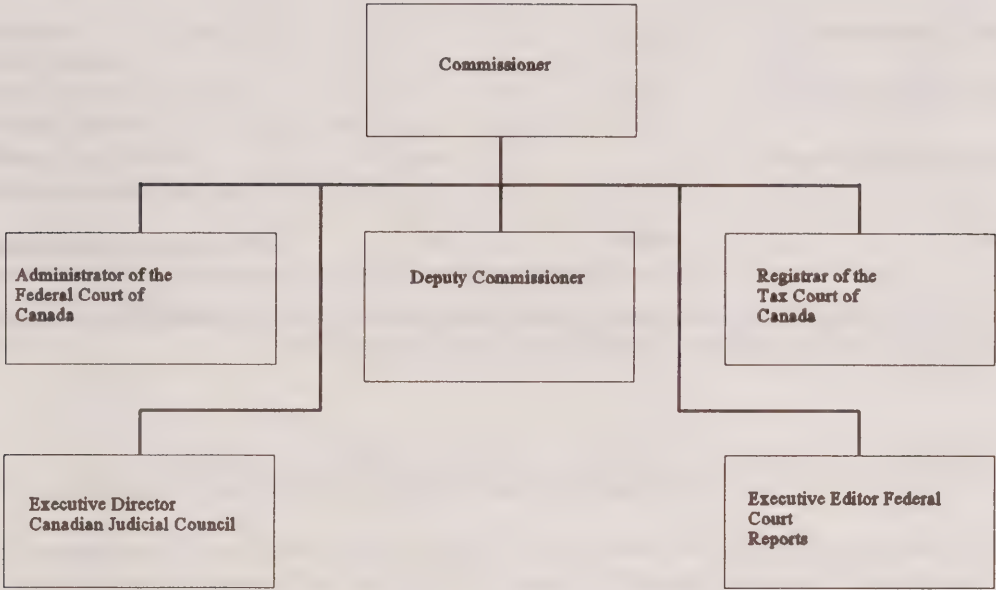 Commissioner
Administrator of the
Federal Court of
Canada
Deputy Commissioner
Registrar of the
Tax Court of
Canada
Executive Director
Canadian Judicial Council
Executive Editor Federal
Court
Reports